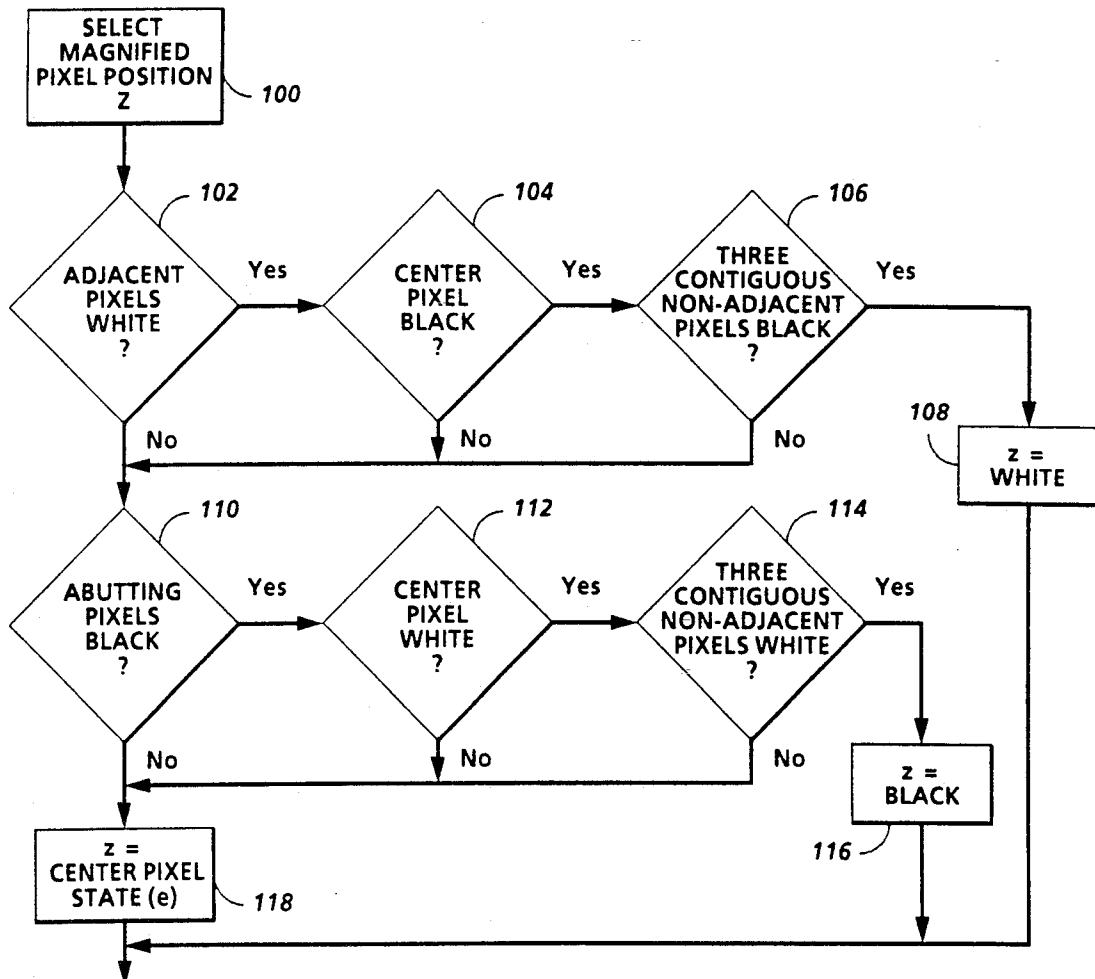 SELECT
MAGNIFIED
PIXEL POSITION
Z
100
102
ADJACENT
PIXELS
WHITE
?
Yes
No
104
CENTER
PIXEL
BLACK
?
Yes
No
106
THREE
CONTIGUOUS
NON-ADJACENT
PIXELS BLACK
?
Yes
No
108
z =
WHITE
110
ABUTTING
PIXELS
BLACK
?
Yes
No
112
CENTER
PIXEL
WHITE
?
Yes
No
114
THREE
CONTIGUOUS
NON-ADJACENT
PIXELS WHITE
?
Yes
No
z =
BLACK
116
z =
CENTER PIXEL
STATE (e)
118